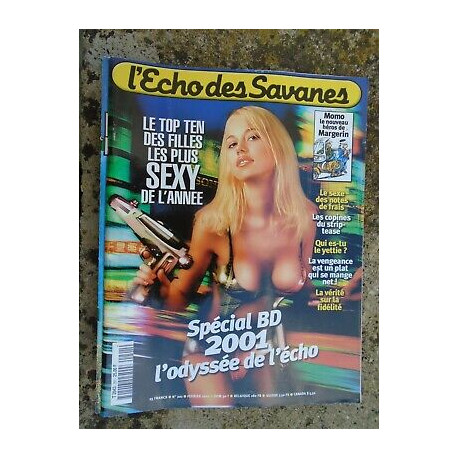 l'Echo des Savanes
LE TOP TEN
DES FILLES
LES PLUS
SEXY
DE L'ANNEE
Momo
le nouveau
héros de
Margerin
Le sexe
des notes
de frais
Les copines
du strip-
tease
Qui es-tu
le yettie ?
La vengeance
est un plat
qui se mange
net !
La vérité
sur la
fidélité
Spécial BD
2001
l'odyssée de l'écho